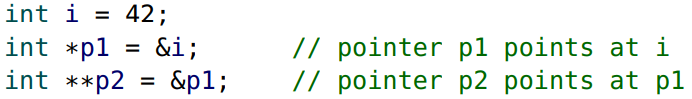 int i = 42;
int *p1 = &i;      // pointer p1 points at i
int **p2 = &p1;    // pointer p2 points at p1